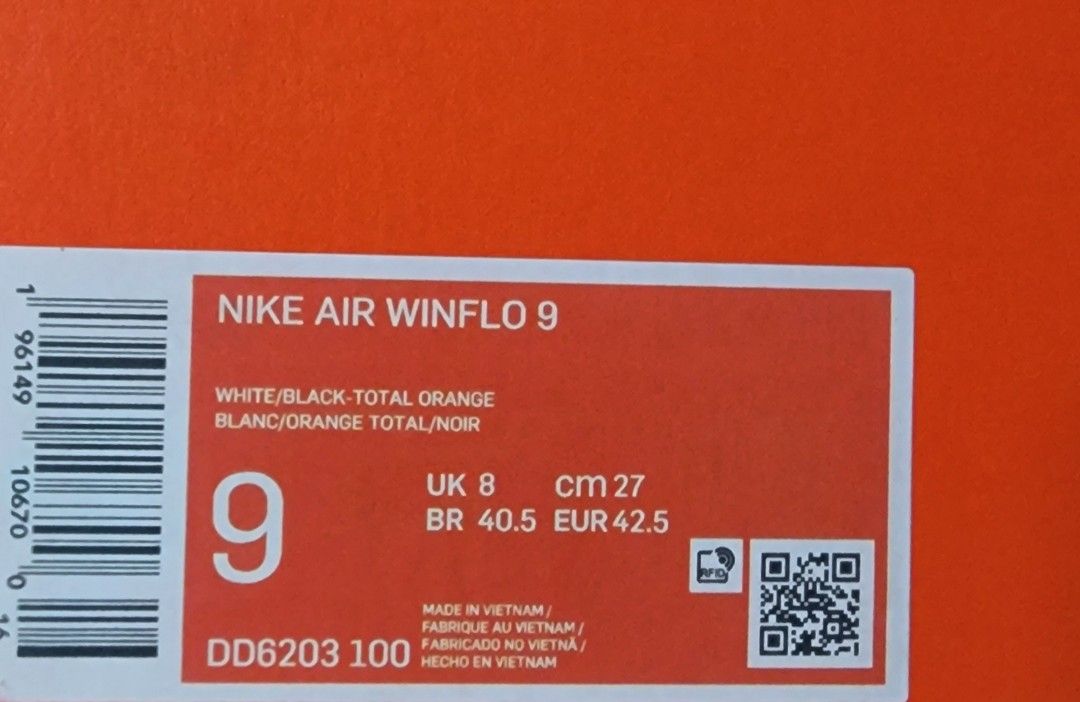 NIKE AIR WINFLO 9
WHITE/BLACK-TOTAL ORANGE
BLANC/ORANGE TOTAL/NOIR
9
UK 8 cm 27
BR 40.5 EUR 42.5
RFID
MADE IN VIETNAM /
FABRIQUE AU VIETNAM /
FABRICADO NO VIETNÃ /
HECHO EN VIETNAM
DD6203 100
1 96149 10670 0